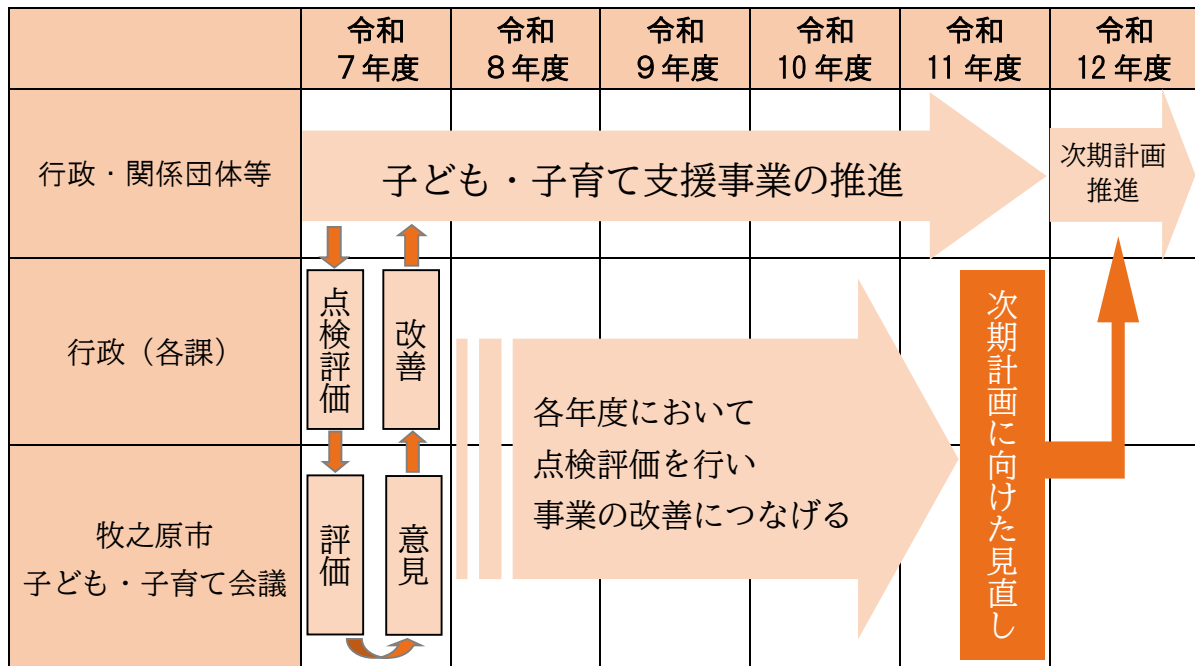 令和
７年度
令和
８年度
令和
９年度
令和
10 年度
令和
11 年度
令和
12 年度
行政・関係団体等
子ども・子育て支援事業の推進
次期計画
推進
行政（各課）
点検評価
改善
各年度において
点検評価を行い
事業の改善につなげる
次期計画に向けた見直し
牧之原市
子ども・子育て会議
評価
意見